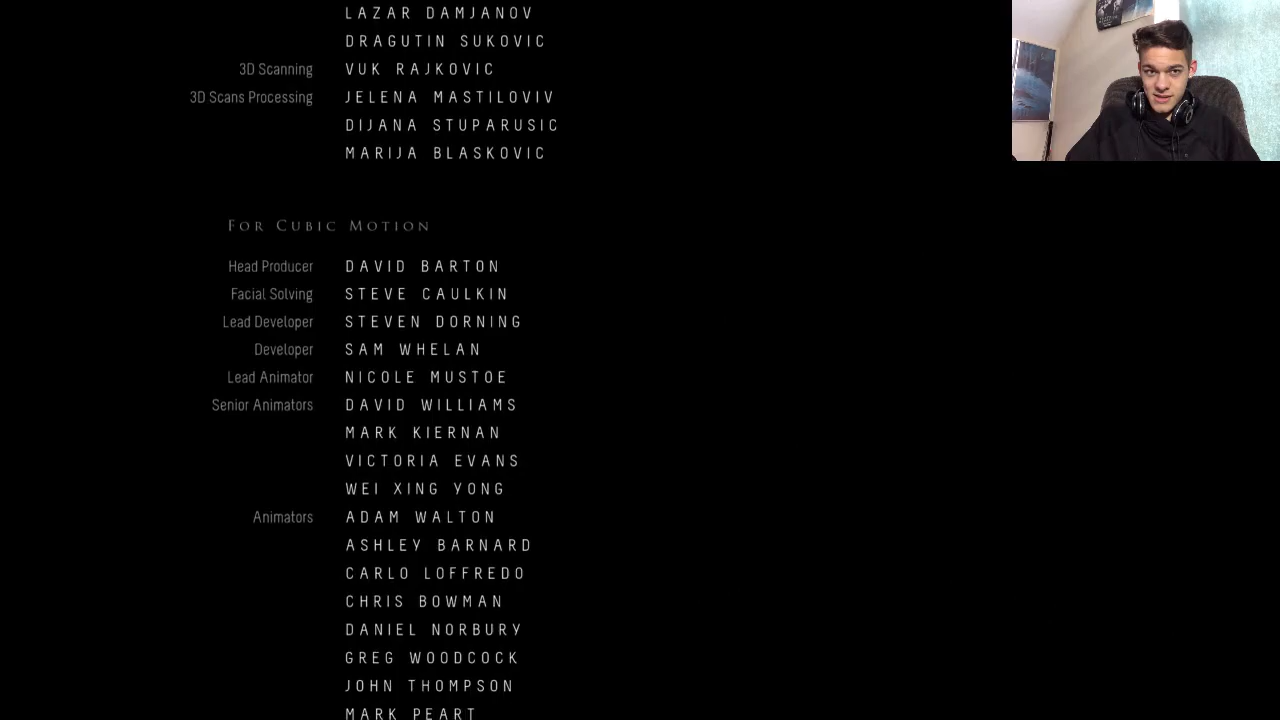 LAZAR DAMJANOV
DRAGUTIN SUKOVIC
3D Scanning VUK RAJKOVIC
3D Scans Processing JELENA MASTILOVIV
DIJANA STUPARUSIC
MARIJA BLASKOVIC
FOR CUBIC MOTION
Head Producer DAVID BARTON
Facial Solving STEVE CAULKIN
Lead Developer STEVEN DORNING
Developer SAM WHELAN
Lead Animator NICOLE MUSTOE
Senior Animators DAVID WILLIAMS
MARK KIERNAN
VICTORIA EVANS
WEI XING YONG
Animators ADAM WALTON
ASHLEY BARNARD
CARLO LOFFREDO
CHRIS BOWMAN
DANIEL NORBURY
GREG WOODCOCK
JOHN THOMPSON
MARK PEART